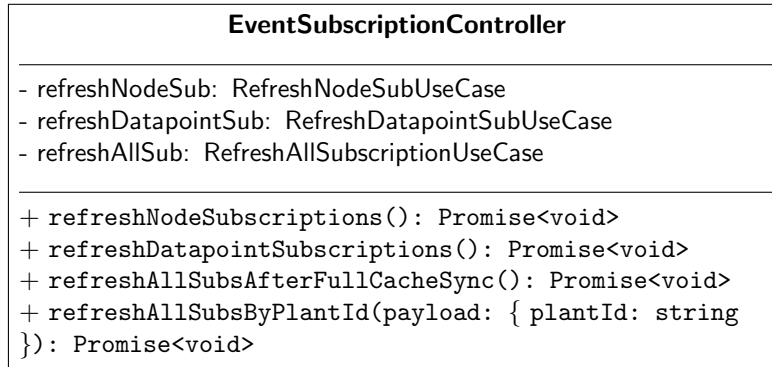 EventSubscriptionController
- refreshNodeSub: RefreshNodeSubUseCase
- refreshDatapointSub: RefreshDatapointSubUseCase
- refreshAllSub: RefreshAllSubscriptionUseCase
+ refreshNodeSubscriptions(): Promise<void>
+ refreshDatapointSubscriptions(): Promise<void>
+ refreshAllSubsAfterFullCacheSync(): Promise<void>
+ refreshAllSubsByPlantId(payload: { plantId: string
}): Promise<void>